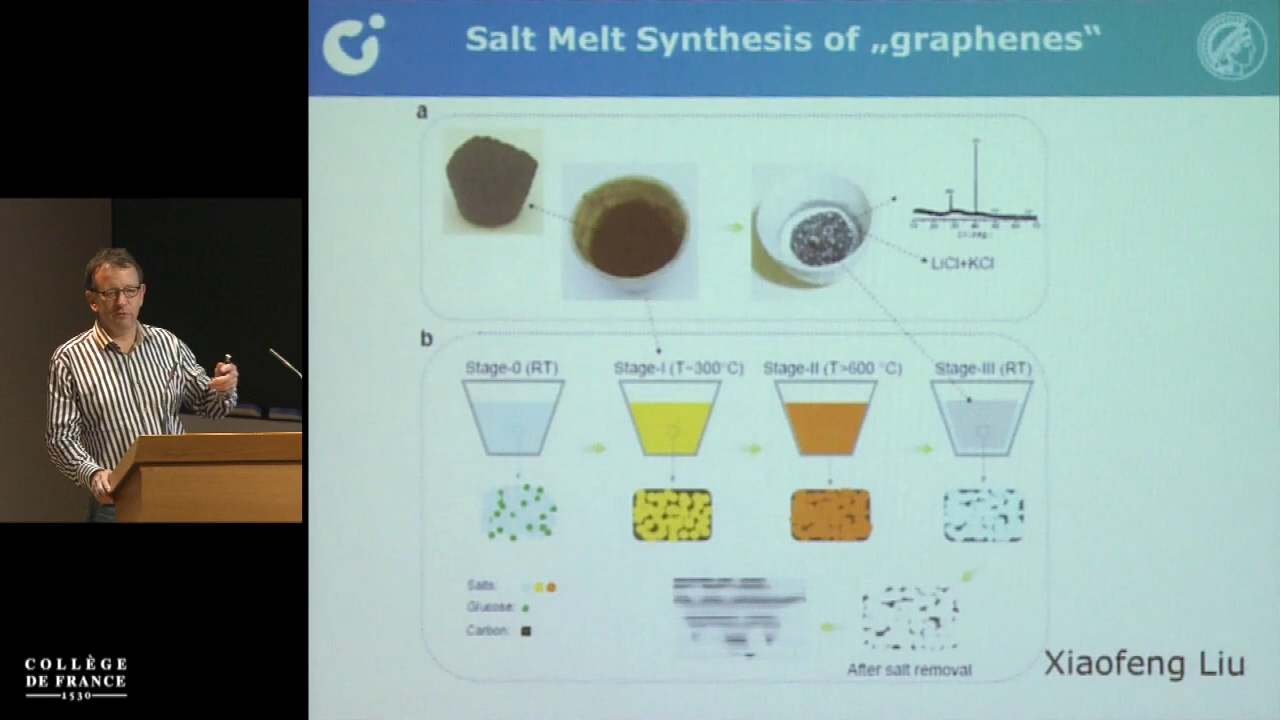 Salt Melt Synthesis of „graphenes“
a
LiCl+KCl
b
Stage-0 (RT)
Stage-I (T~300°C)
Stage-II (T>600 °C)
Stage-III (RT)
Salts:
Glucose:
Carbon:
After salt removal
Xiaofeng Liu
COLLÈGE
DE FRANCE
1530